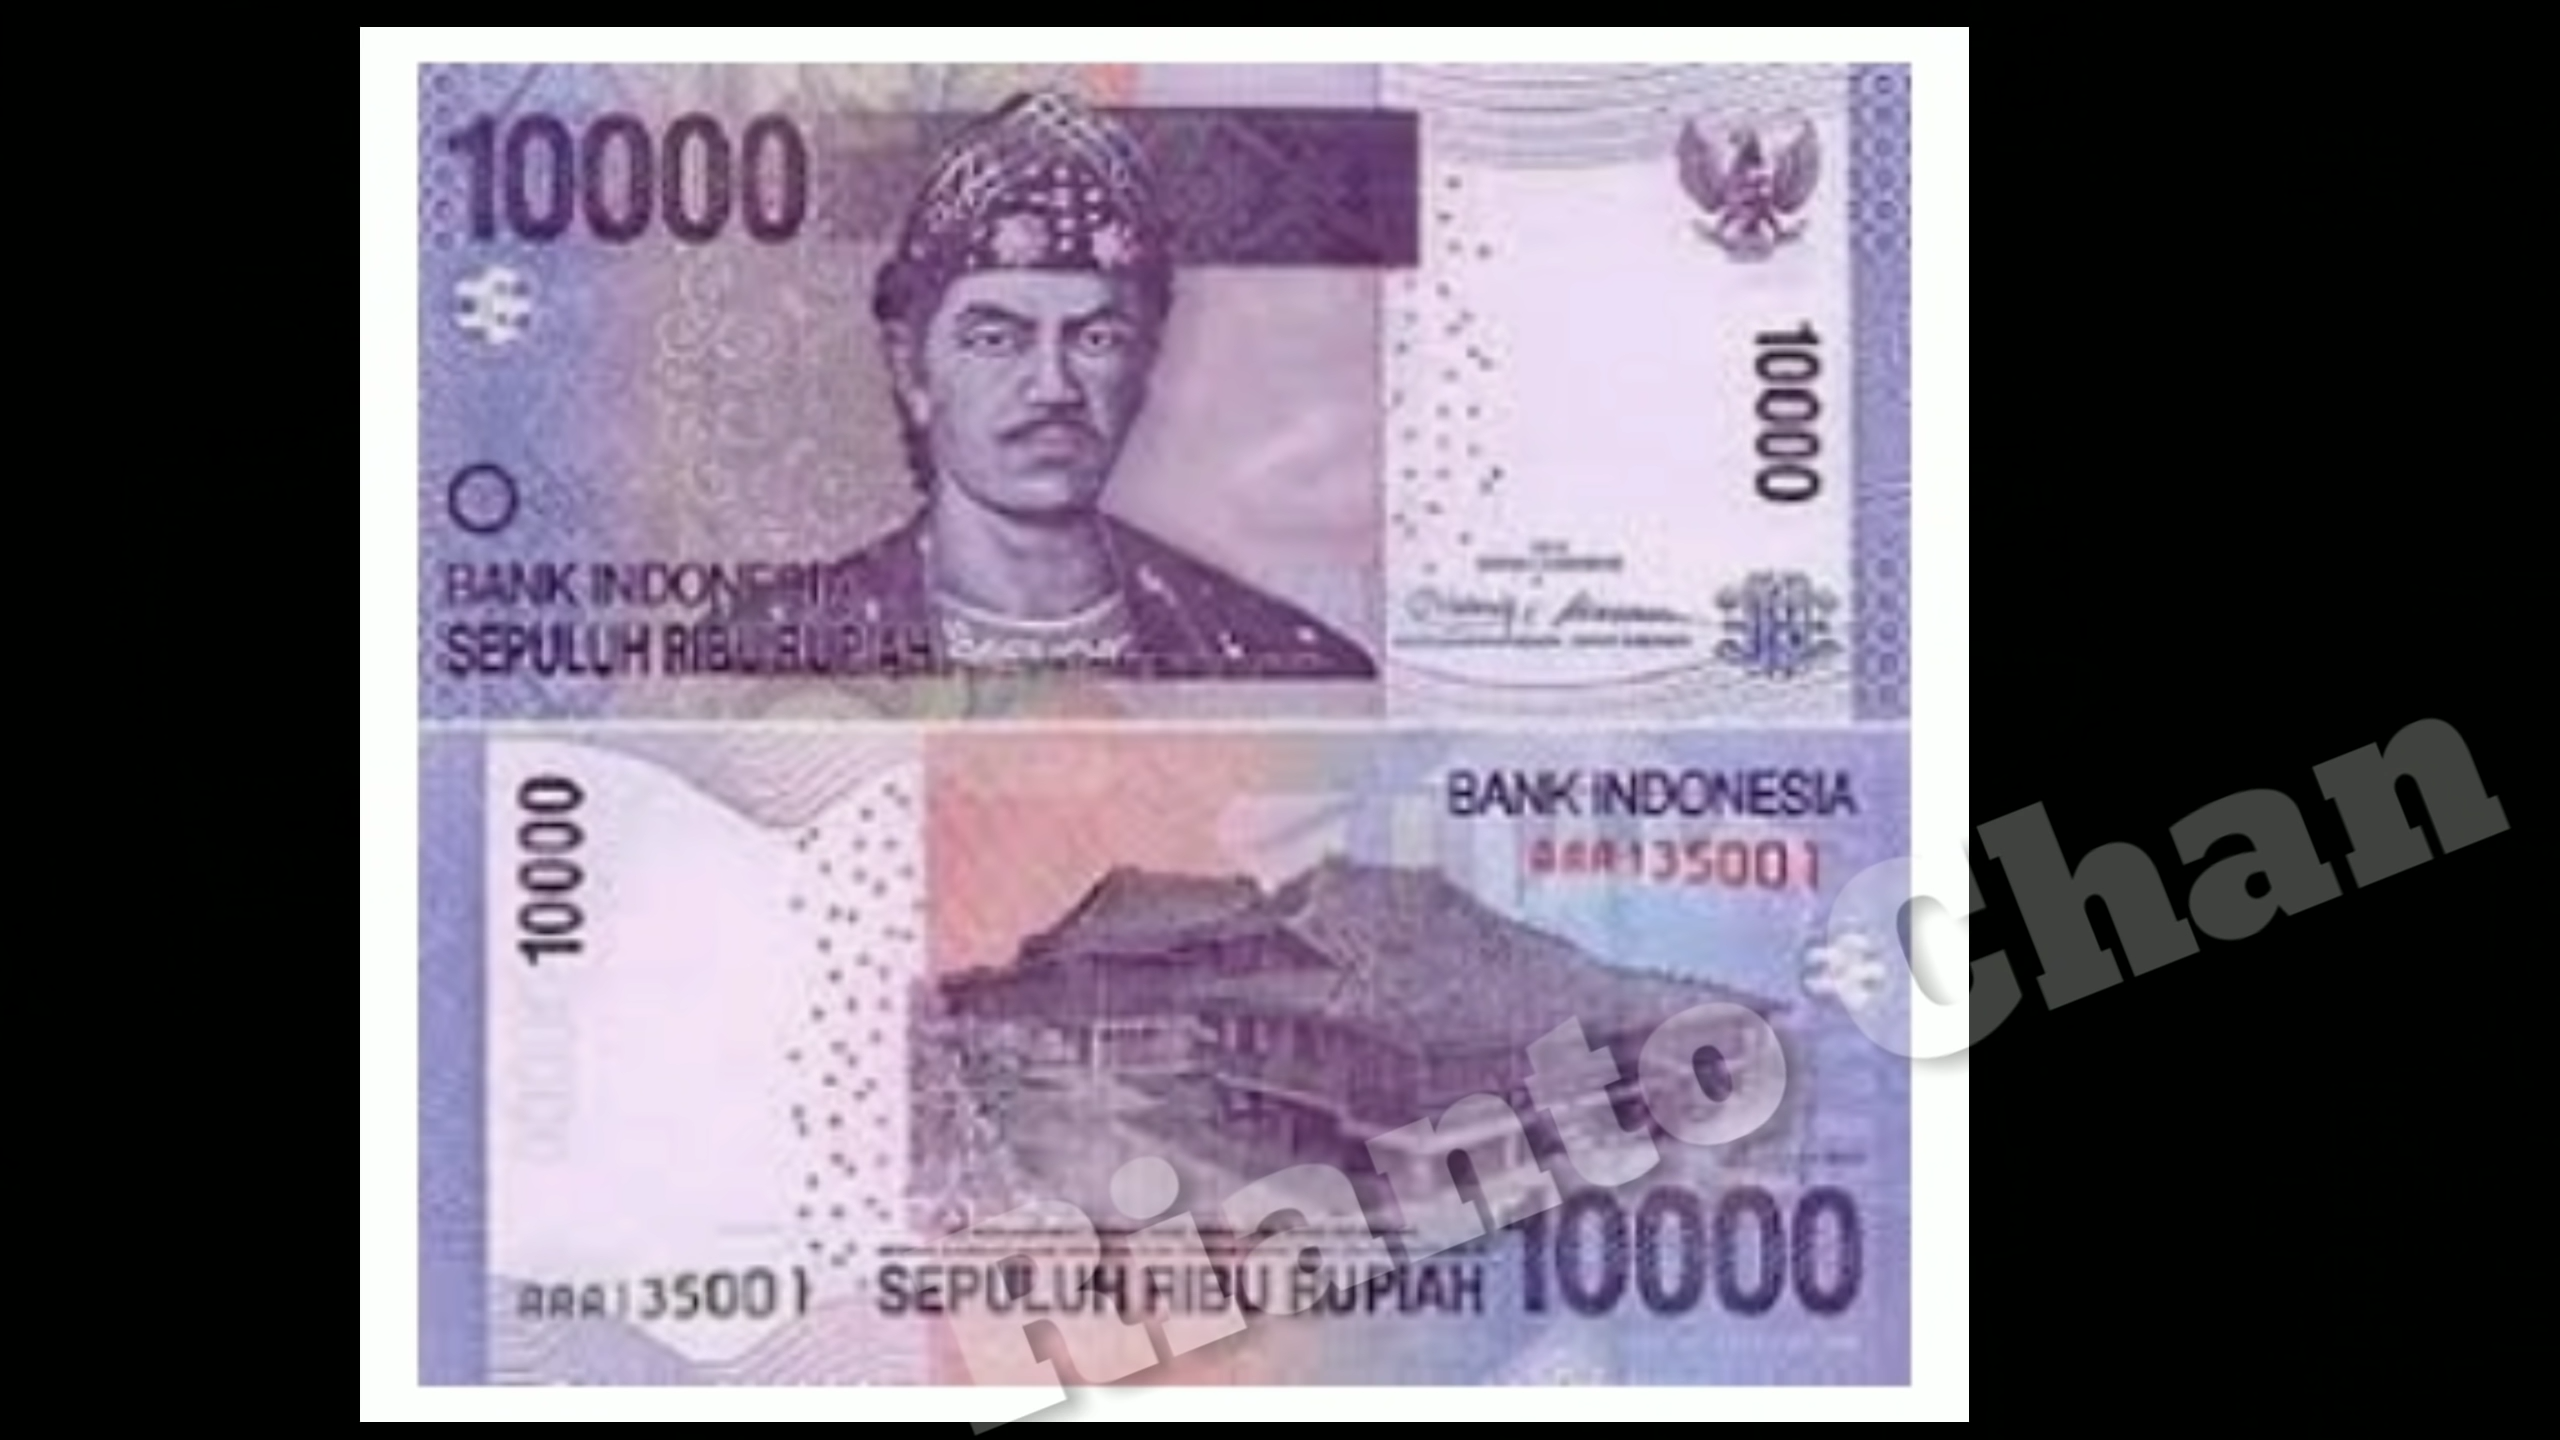 10000
10000
BANK INDONESIA
SEPULUH RIBU RUPIAH
10000
BANK INDONESIA
AAA135001
AAA135001
SEPULUH RIBU RUPIAH
10000
Rianto Chan